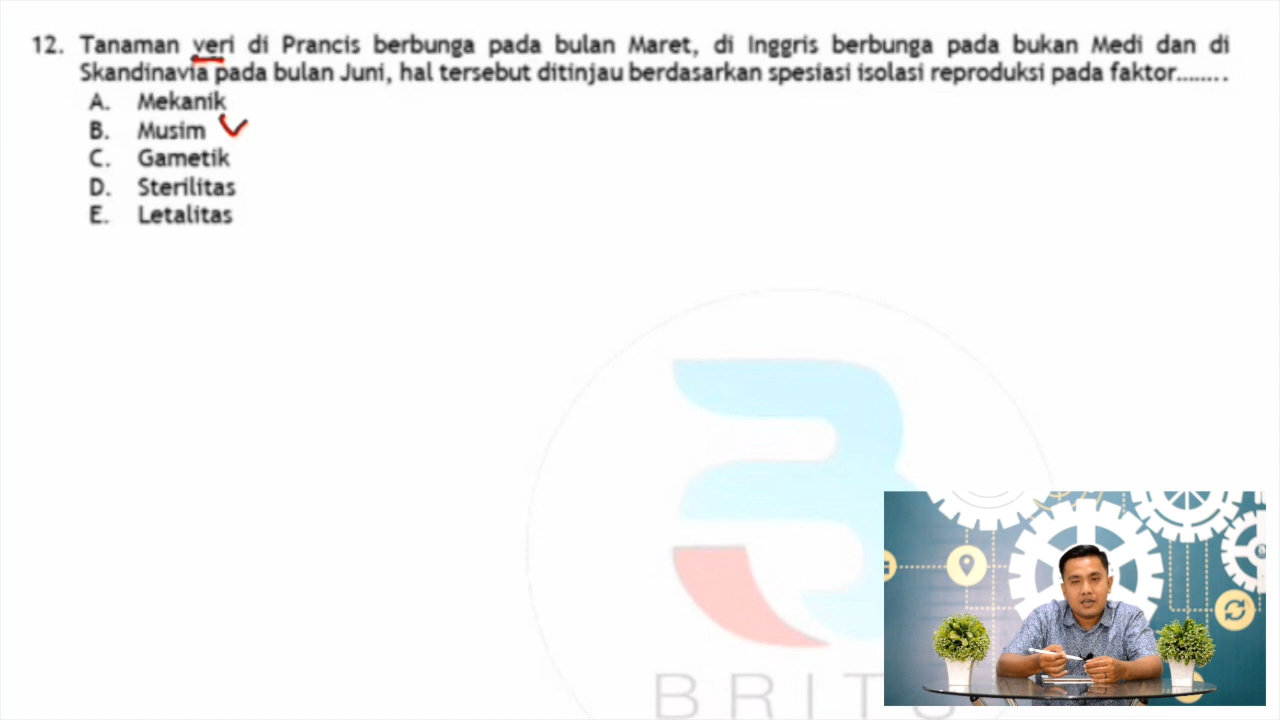 12. Tanaman veri di Prancis berbunga pada bulan Maret, di Inggris berbunga pada bukan Medi dan di
Skandinavia pada bulan Juni, hal tersebut ditinjau berdasarkan spesiasi isolasi reproduksi pada faktor........
A. Mekanik
B. Musim
C. Gametik
D. Sterilitas
E. Letalitas